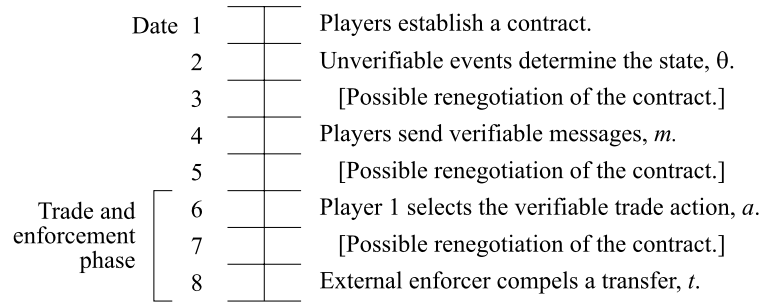 Date 1 Players establish a contract.
2 Unverifiable events determine the state, θ.
3 [Possible renegotiation of the contract.]
4 Players send verifiable messages, m.
5 [Possible renegotiation of the contract.]
Trade and enforcement phase
6 Player 1 selects the verifiable trade action, a.
7 [Possible renegotiation of the contract.]
8 External enforcer compels a transfer, t.